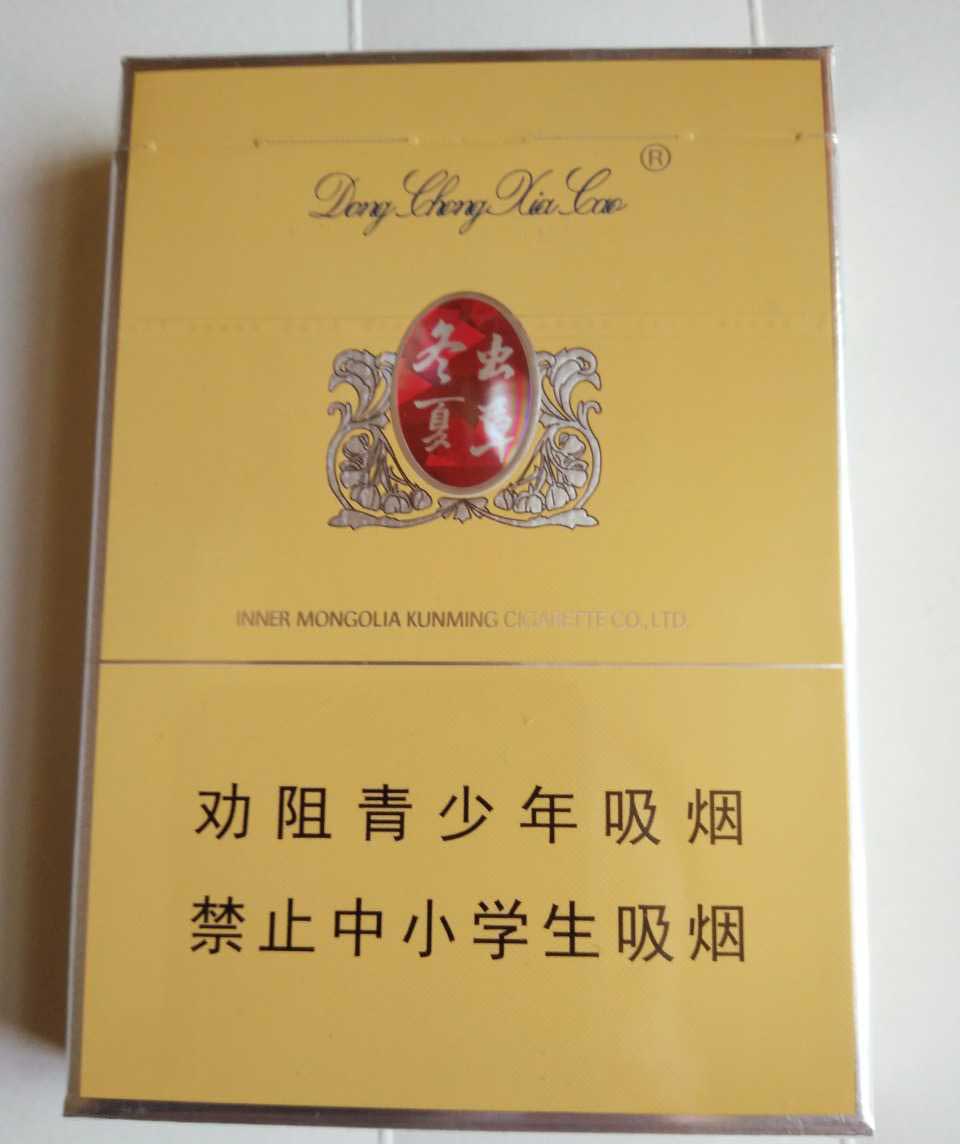 Dong Chong Xia Cao ®
冬虫
夏草
INNER MONGOLIA KUNMING CIGARETTE CO., LTD.
劝阻青少年吸烟
禁止中小学生吸烟